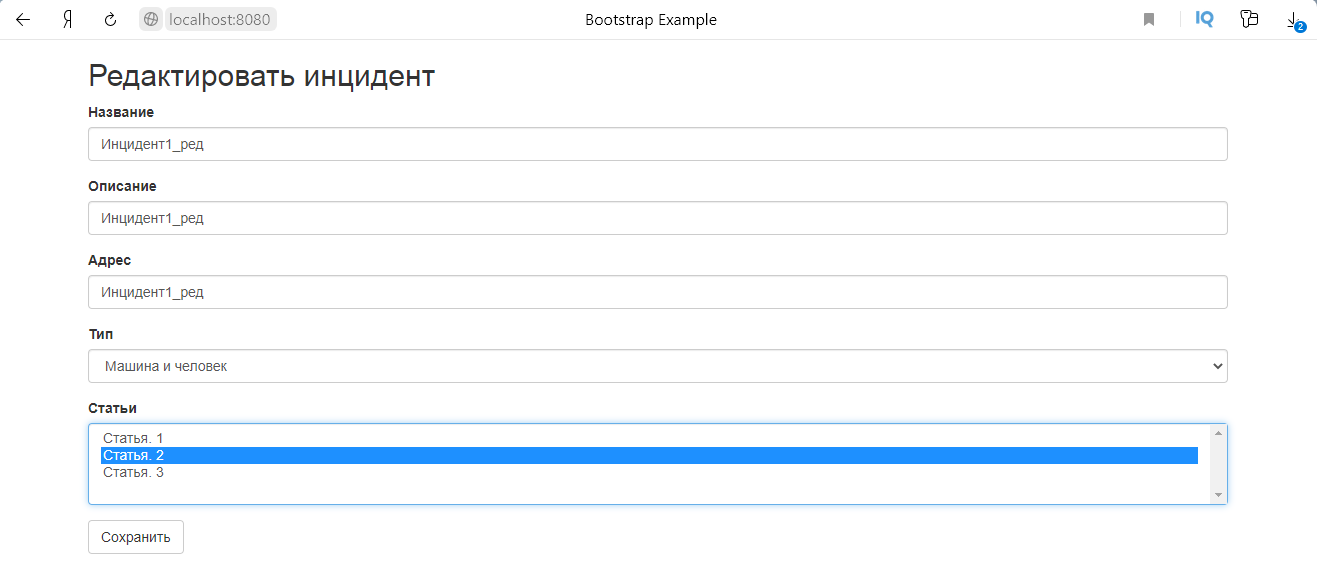 Я localhost:8080 Bootstrap Example IQ 2
Редактировать инцидент
Название
Инцидент1_ред
Описание
Инцидент1_ред
Адрес
Инцидент1_ред
Тип
Машина и человек
Статьи
Статья. 1
Статья. 2
Статья. 3
Сохранить